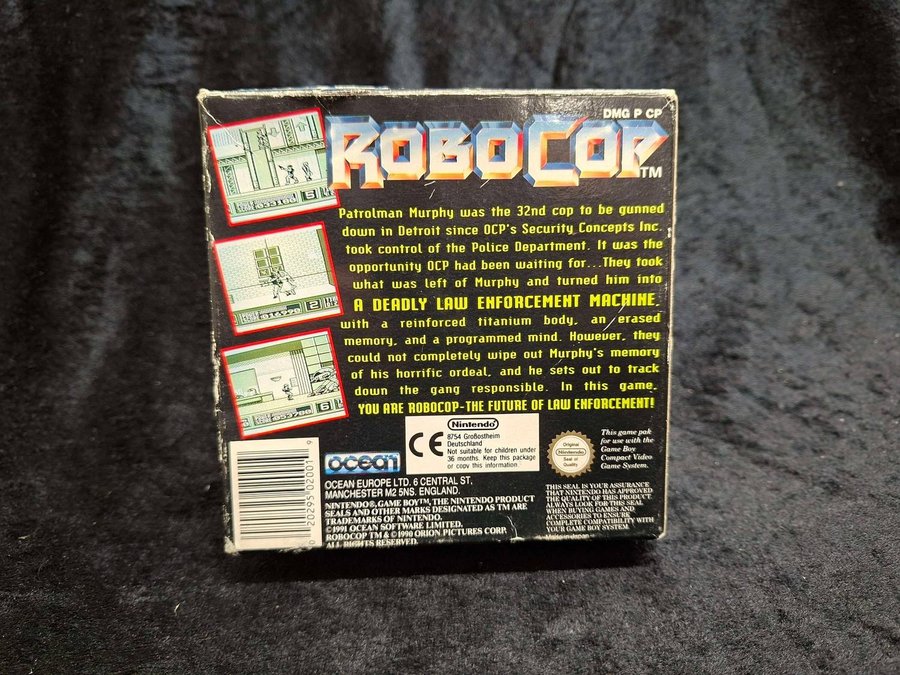 DMG P CP
ROBOCOP™
Patrolman Murphy was the 32nd cop to be gunned
down in Detroit since OCP's Security Concepts Inc.
took control of the Police Department. It was the
opportunity OCP had been waiting for...They took
what was left of Murphy and turned him into
A DEADLY LAW ENFORCEMENT MACHINE,
with a reinforced titanium body, an erased
memory, and a programmed mind. However, they
could not completely wipe out Murphy's memory
of his horrific ordeal, and he sets out to track
down the gang responsible. In this game,
YOU ARE ROBOCOP-THE FUTURE OF LAW ENFORCEMENT!
Nintendo
CE
8754 Großostheim
Deutschland
Not suitable for children under
36 months. Keep this package
or copy this information.
Original
Nintendo
Seal of
Quality
This game pak
for use with the
Game Boy
Compact Video
Game System.
ocean
OCEAN EUROPE LTD. 6 CENTRAL ST.
MANCHESTER M2 5NS. ENGLAND.
NINTENDO®, GAME BOY™, THE NINTENDO PRODUCT
SEALS AND OTHER MARKS DESIGNATED AS TM ARE
TRADEMARKS OF NINTENDO.
©1991 OCEAN SOFTWARE LIMITED.
ROBOCOP TM & ©1990 ORION PICTURES CORP.
ALL RIGHTS RESERVED.
THIS SEAL IS YOUR ASSURANCE
THAT NINTENDO HAS APPROVED
THE QUALITY OF THIS PRODUCT.
ALWAYS LOOK FOR THIS SEAL
WHEN BUYING GAMES AND
ACCESSORIES TO ENSURE
COMPLETE COMPATIBILITY WITH
YOUR GAME BOY SYSTEM.
Made in Japan
0 20295 02001 9